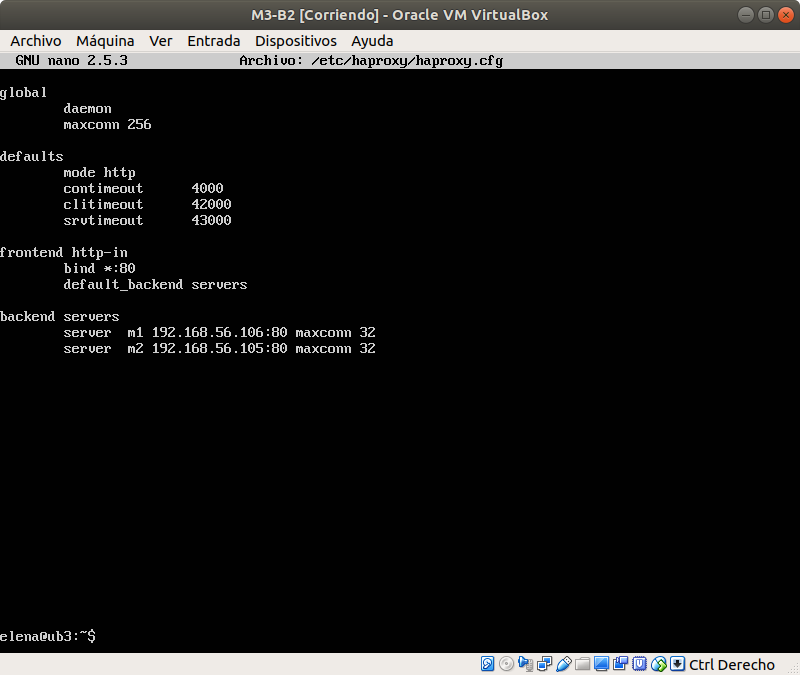 M3-B2 [Corriendo] - Oracle VM VirtualBox
Archivo Máquina Ver Entrada Dispositivos Ayuda
GNU nano 2.5.3 Archivo: /etc/haproxy/haproxy.cfg
global
daemon
maxconn 256
defaults
mode http
contimeout 4000
clitimeout 42000
srvtimeout 43000
frontend http-in
bind *:80
default_backend servers
backend servers
server m1 192.168.56.106:80 maxconn 32
server m2 192.168.56.105:80 maxconn 32
elena@ub3:~$
Ctrl Derecho